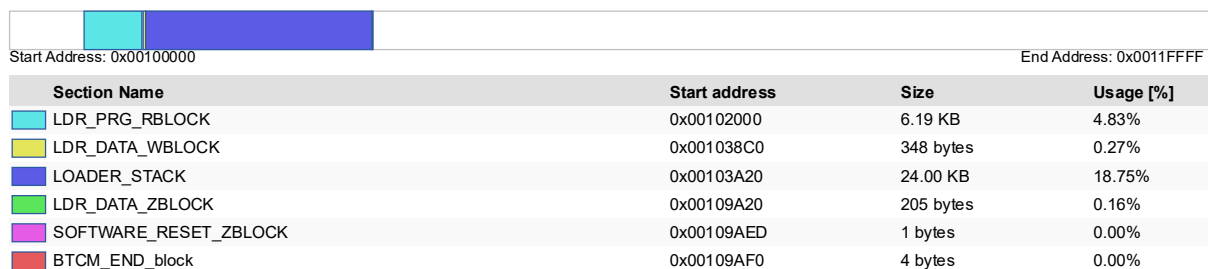 Start Address: 0x00100000 End Address: 0x0011FFFF
Section Name Start address Size Usage [%]
LDR_PRG_RBLOCK 0x00102000 6.19 KB 4.83%
LDR_DATA_WBLOCK 0x001038C0 348 bytes 0.27%
LOADER_STACK 0x00103A20 24.00 KB 18.75%
LDR_DATA_ZBLOCK 0x00109A20 205 bytes 0.16%
SOFTWARE_RESET_ZBLOCK 0x00109AED 1 bytes 0.00%
BTCM_END_block 0x00109AF0 4 bytes 0.00%